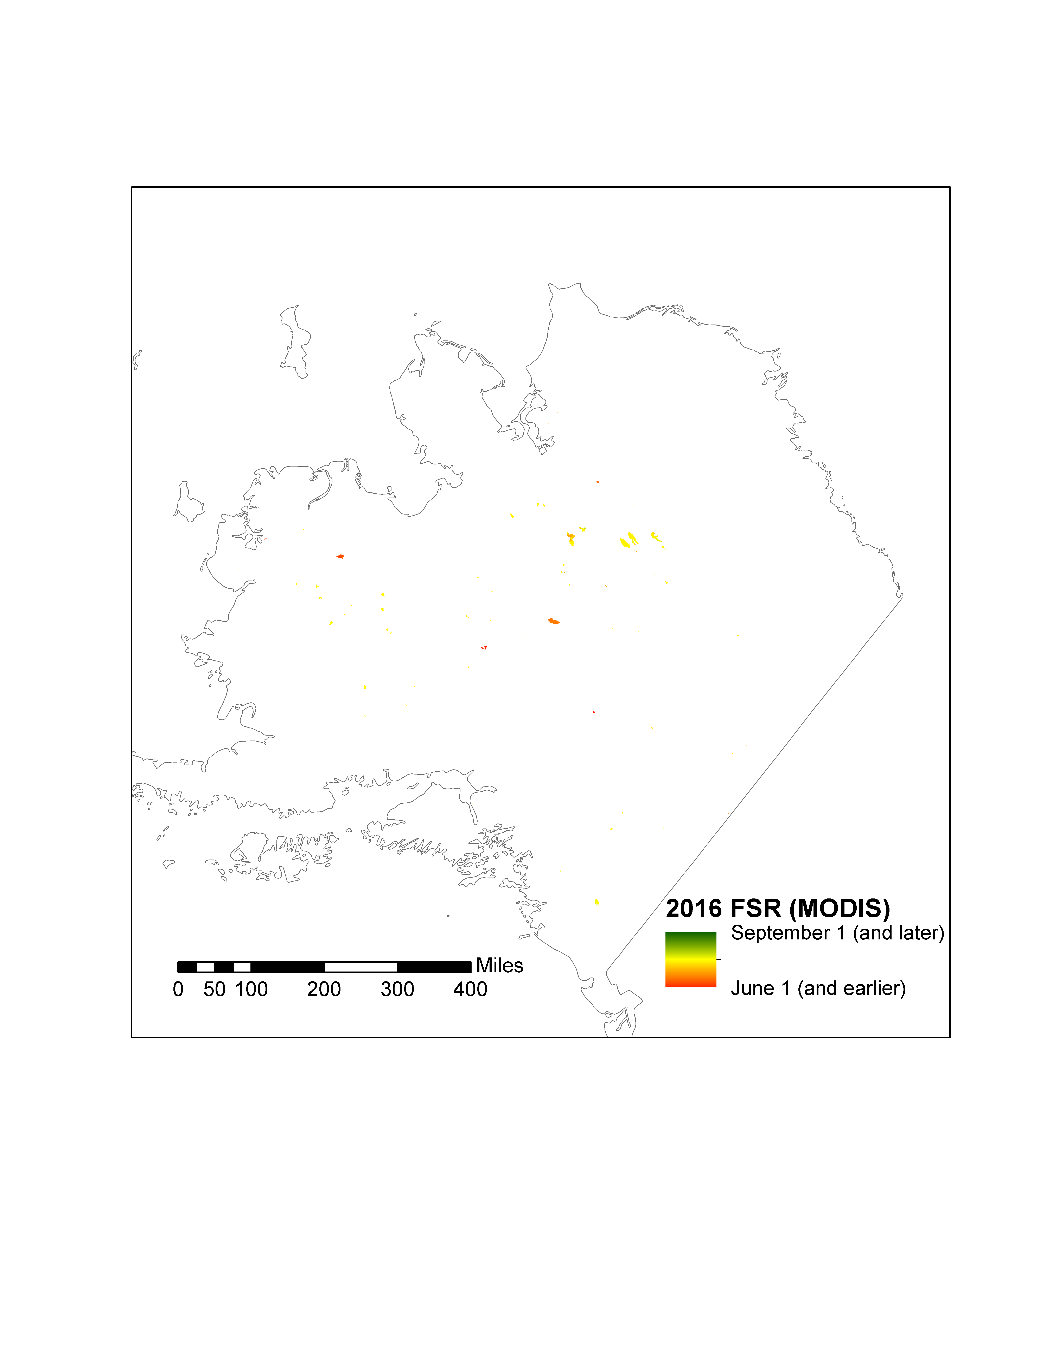 2016 FSR (MODIS)
September 1 (and later)
June 1 (and earlier)
Miles
0 50 100 200 300 400